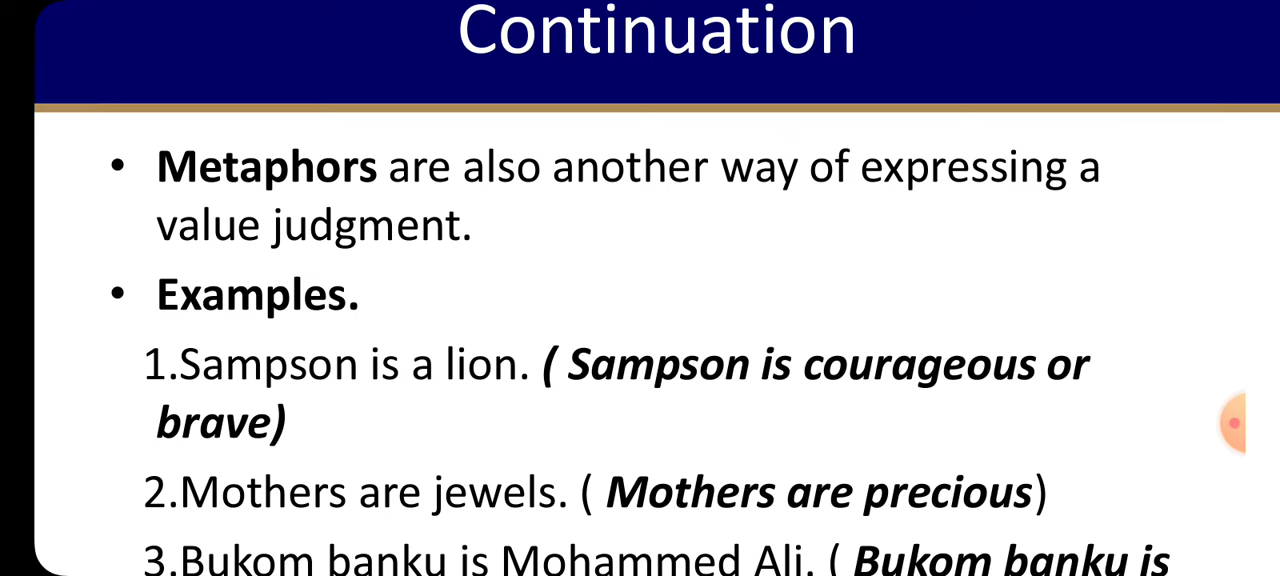 Continuation
• Metaphors are also another way of expressing a
value judgment.
• Examples.
1.Sampson is a lion. ( Sampson is courageous or
brave)
2.Mothers are jewels. ( Mothers are precious)
3.Bukom banku is Mohammed Ali. ( Bukom banku is